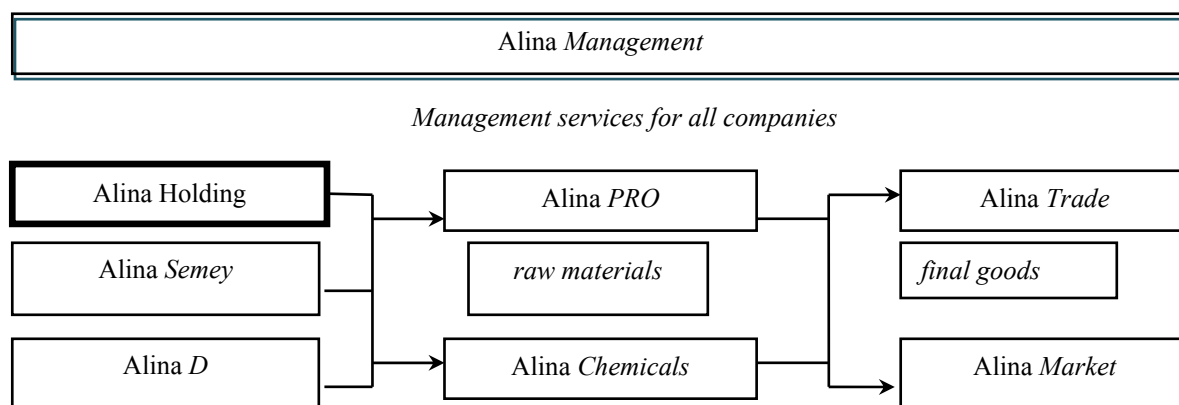 Alina Management
Management services for all companies
Alina Holding
Alina PRO
Alina Trade
Alina Semey
raw materials
final goods
Alina D
Alina Chemicals
Alina Market